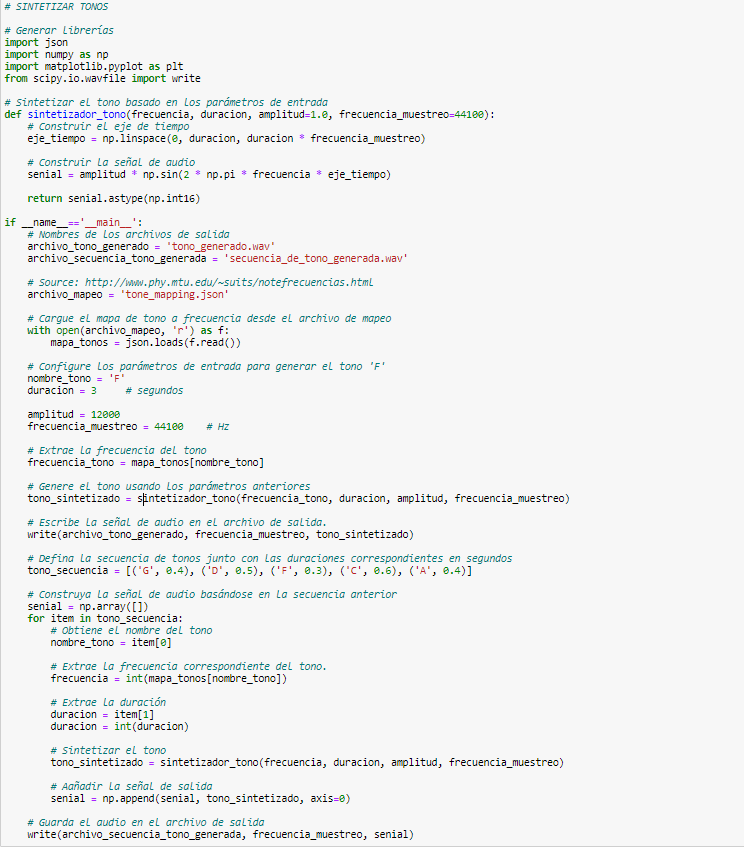 # SINTETIZAR TONOS
# Generar librerías
import json
import numpy as np
import matplotlib.pyplot as plt
from scipy.io.wavfile import write
# Sintetizar el tono basado en los parámetros de entrada
def sintetizador_tono(frecuencia, duracion, amplitud=1.0, frecuencia_muestreo=44100):
    # Construir el eje de tiempo
    eje_tiempo = np.linspace(0, duracion, duracion * frecuencia_muestreo)
    # Construir la señal de audio
    senial = amplitud * np.sin(2 * np.pi * frecuencia * eje_tiempo)
    return senial.astype(np.int16)
if __name__=='__main__':
    # Nombres de los archivos de salida
    archivo_tono_generado = 'tono_generado.wav'
    archivo_secuencia_tono_generada = 'secuencia_de_tono_generada.wav'
    # Source: http://www.phy.mtu.edu/~suits/notefrecuencias.html
    archivo_mapeo = 'tone_mapping.json'
    # Cargue el mapa de tono a frecuencia desde el archivo de mapeo
    with open(archivo_mapeo, 'r') as f:
        mapa_tonos = json.loads(f.read())
    # Configure los parámetros de entrada para generar el tono 'F'
    nombre_tono = 'F'
    duracion = 3     # segundos
    amplitud = 12000
    frecuencia_muestreo = 44100    # Hz
    # Extrae la frecuencia del tono
    frecuencia_tono = mapa_tonos[nombre_tono]
    # Genere el tono usando los parámetros anteriores
    tono_sintetizado = sintetizador_tono(frecuencia_tono, duracion, amplitud, frecuencia_muestreo)
    # Escribe la señal de audio en el archivo de salida.
    write(archivo_tono_generado, frecuencia_muestreo, tono_sintetizado)
    # Defina la secuencia de tonos junto con las duraciones correspondientes en segundos
    tono_secuencia = [('G', 0.4), ('D', 0.5), ('F', 0.3), ('C', 0.6), ('A', 0.4)]
    # Construya la señal de audio basándose en la secuencia anterior
    senial = np.array([])
    for item in tono_secuencia:
        # Obtiene el nombre del tono
        nombre_tono = item[0]
        # Extrae la frecuencia correspondiente del tono.
        frecuencia = int(mapa_tonos[nombre_tono])
        # Extrae la duración
        duracion = item[1]
        duracion = int(duracion)
        # Sintetizar el tono
        tono_sintetizado = sintetizador_tono(frecuencia, duracion, amplitud, frecuencia_muestreo)
        # Aañadir la señal de salida
        senial = np.append(senial, tono_sintetizado, axis=0)
    # Guarda el audio en el archivo de salida
    write(archivo_secuencia_tono_generada, frecuencia_muestreo, senial)